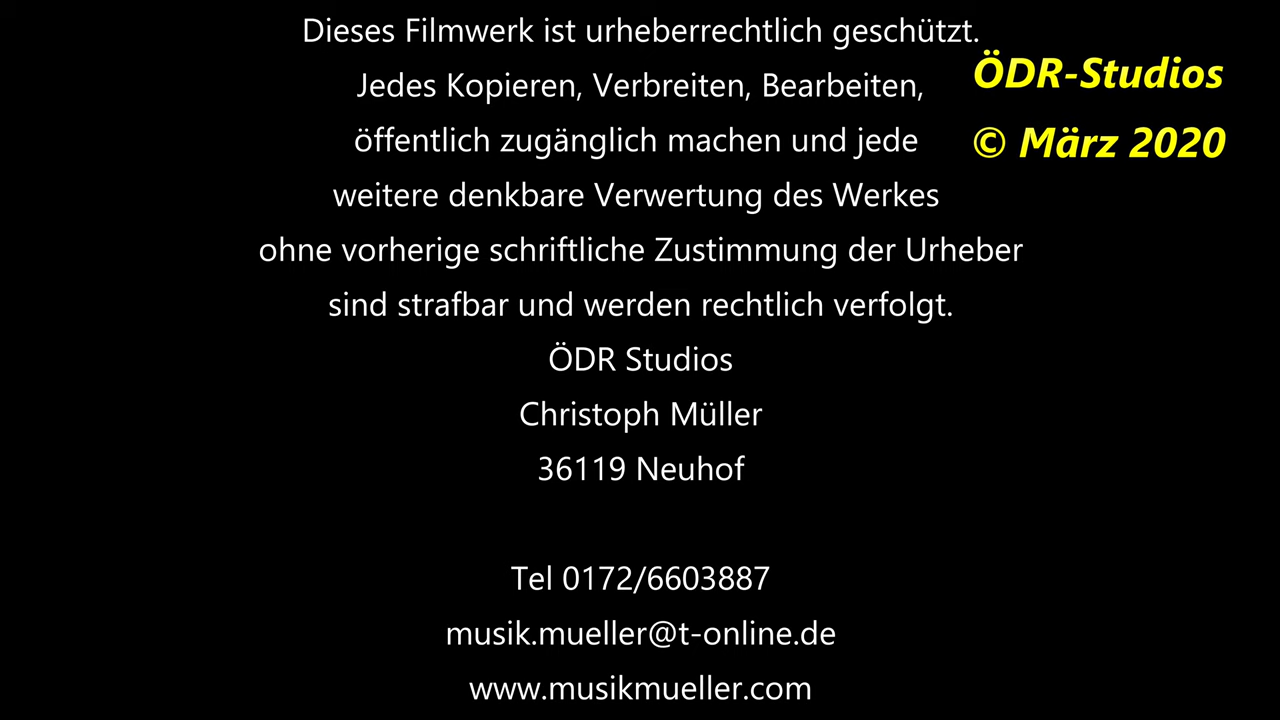 Dieses Filmwerk ist urheberrechtlich geschützt.
Jedes Kopieren, Verbreiten, Bearbeiten,
öffentlich zugänglich machen und jede
weitere denkbare Verwertung des Werkes
ohne vorherige schriftliche Zustimmung der Urheber
sind strafbar und werden rechtlich verfolgt.
ÖDR Studios
Christoph Müller
36119 Neuhof
Tel 0172/6603887
musik.mueller@t-online.de
www.musikmueller.com
ÖDR-Studios
© März 2020